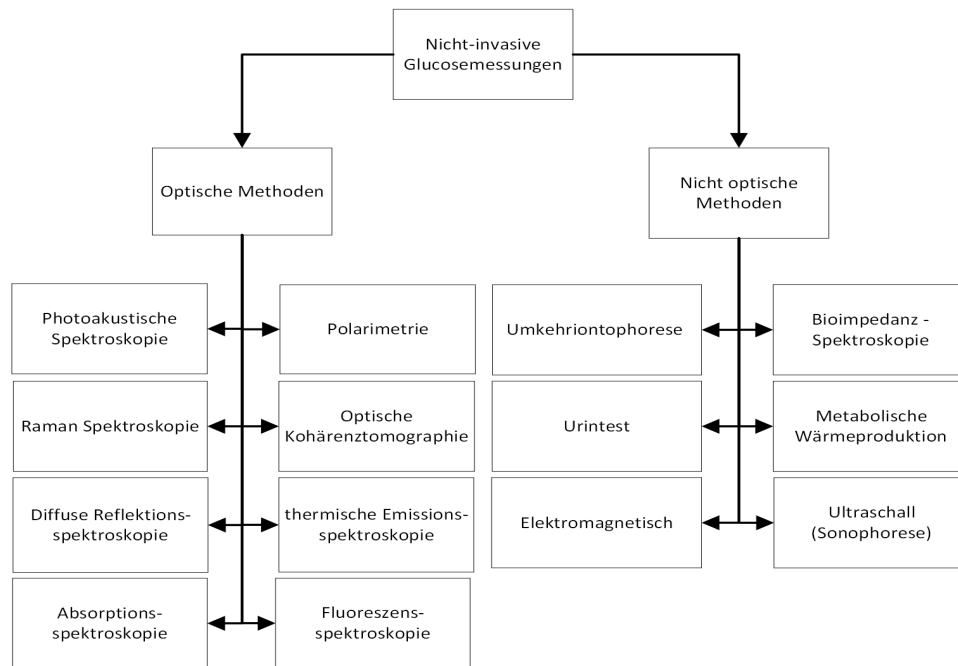 Nicht-invasive
Glucosemessungen
Optische Methoden
Nicht optische
Methoden
Photoakustische
Spektroskopie
Polarimetrie
Umkehriontophorese
Bioimpedanz -
Spektroskopie
Raman Spektroskopie
Optische
Kohärenztomographie
Urintest
Metabolische
Wärmeproduktion
Diffuse Reflektions-
spektroskopie
thermische Emissions-
spektroskopie
Elektromagnetisch
Ultraschall
(Sonophorese)
Absorptions-
spektroskopie
Fluoreszens-
spektroskopie